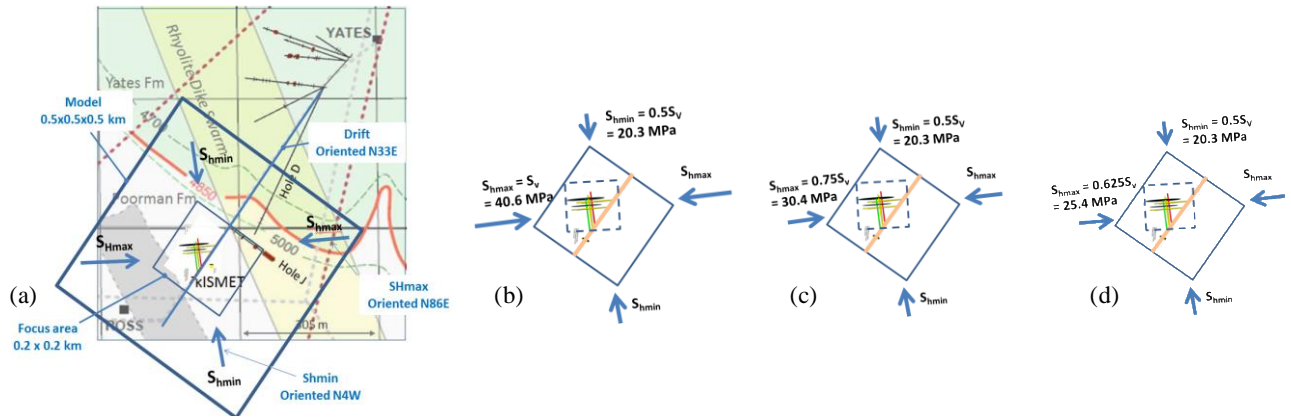 YATES
Yates Fm
Model
0.5x0.5x0.5 km
Rhyolite Dike Swarm
4700
Shmin
Drift
Oriented N33E
Hole D
4850
Poorman Fm
Shmax
SHmax
5000
SHmax
Oriented N86E
Hole J
kISMET
(a)
Focus area
0.2 x 0.2 km
ROSS
305 m
Shmin
Shmin
Oriented N4W
Shmin = 0.5Sv
= 20.3 MPa
Shmax = Sv
= 40.6 MPa
Shmax
(b)
Shmin
Shmin = 0.5Sv
= 20.3 MPa
Shmax = 0.75Sv
= 30.4 MPa
Shmax
(c)
Shmin
Shmin = 0.5Sv
= 20.3 MPa
Shmax = 0.625Sv
= 25.4 MPa
Shmax
(d)
Shmin